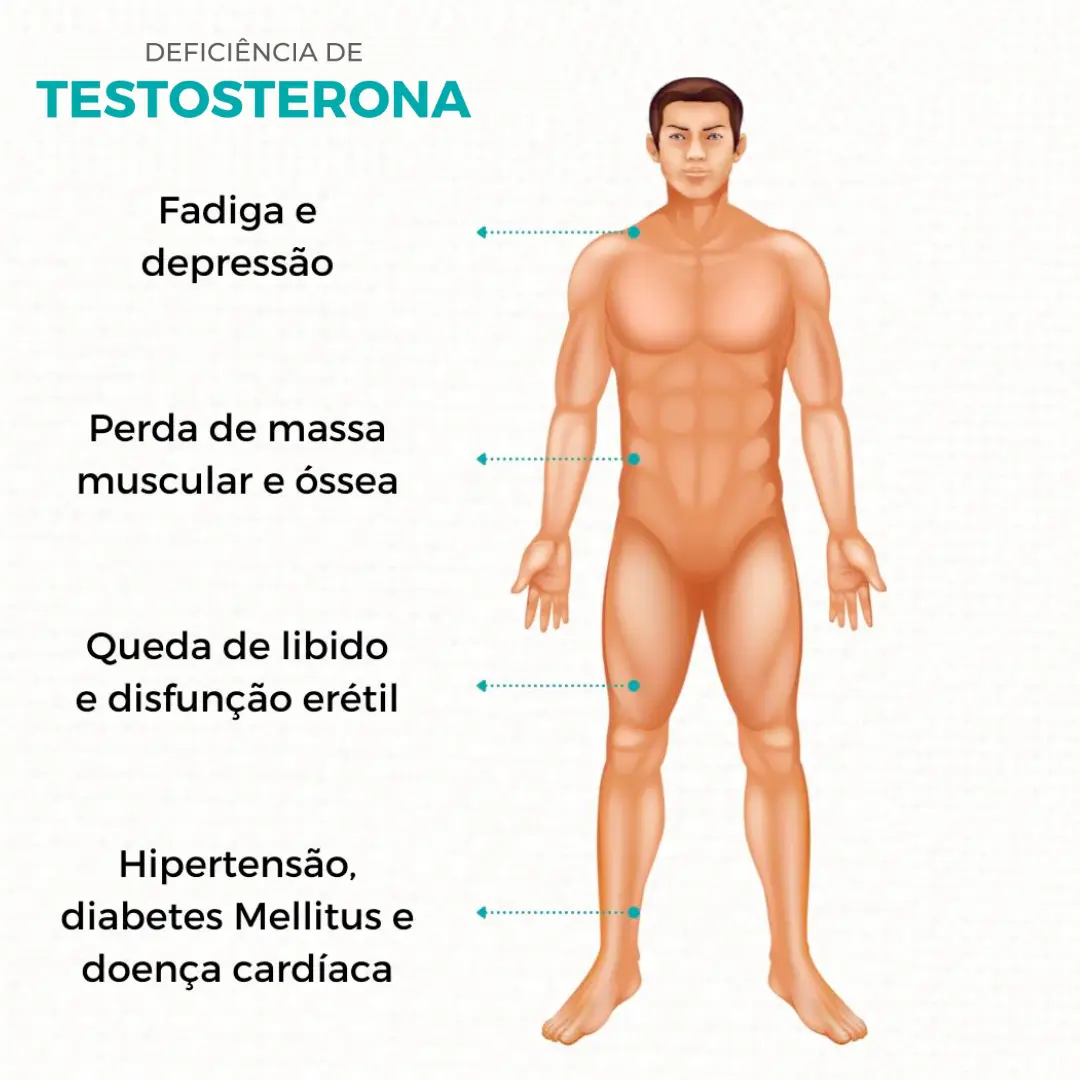 DEFICIÊNCIA DE
TESTOSTERONA
Fadiga e
depressão
Perda de massa
muscular e óssea
Queda de libido
e disfunção erétil
Hipertensão,
diabetes Mellitus e
doença cardíaca